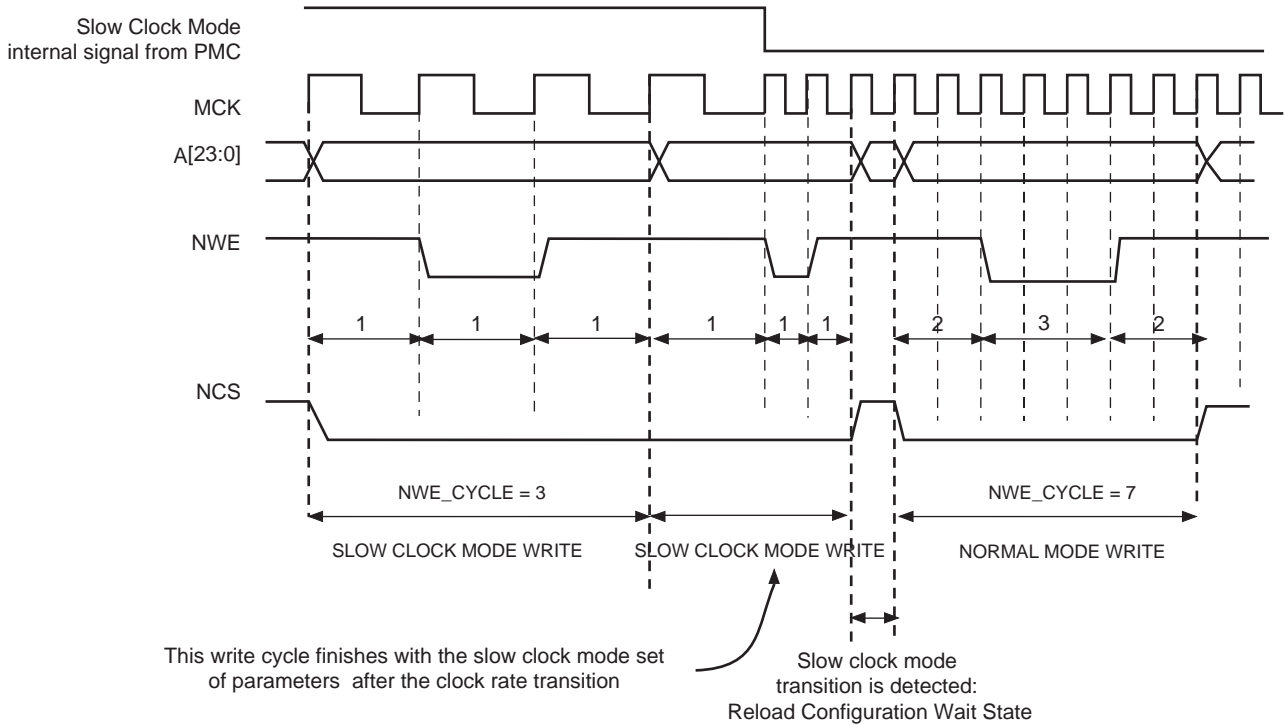 Slow Clock Mode
internal signal from PMC
MCK
A[23:0]
NWE
1 1 1 1 1 1 2 3 2
NCS
NWE_CYCLE = 3 NWE_CYCLE = 7
SLOW CLOCK MODE WRITE SLOW CLOCK MODE WRITE NORMAL MODE WRITE
This write cycle finishes with the slow clock mode set
of parameters after the clock rate transition
Slow clock mode
transition is detected:
Reload Configuration Wait State